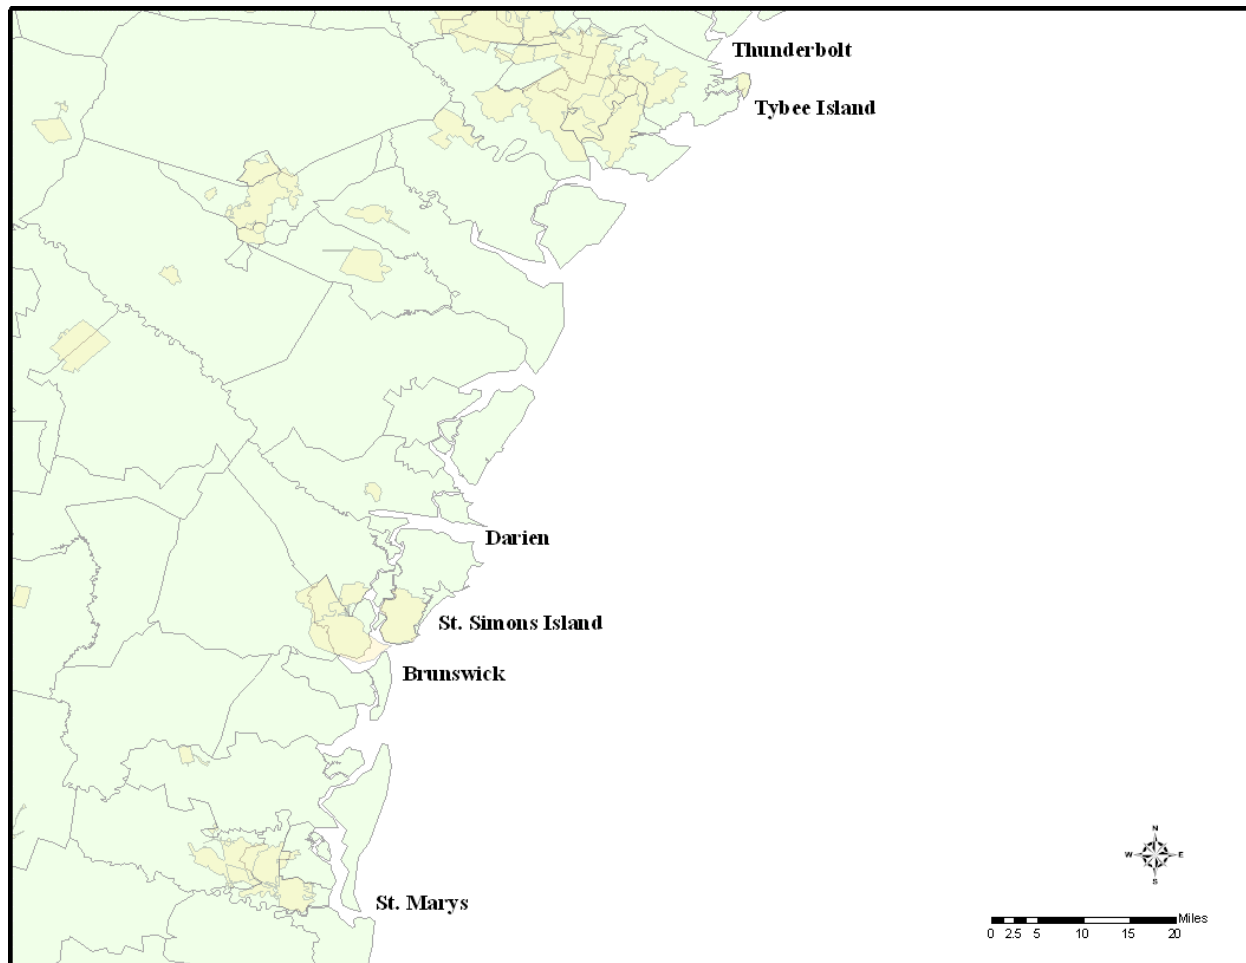 Thunderbolt
Tybee Island
Darien
St. Simons Island
Brunswick
St. Marys
N
W E
S
Miles
0 2.5 5 10 15 20